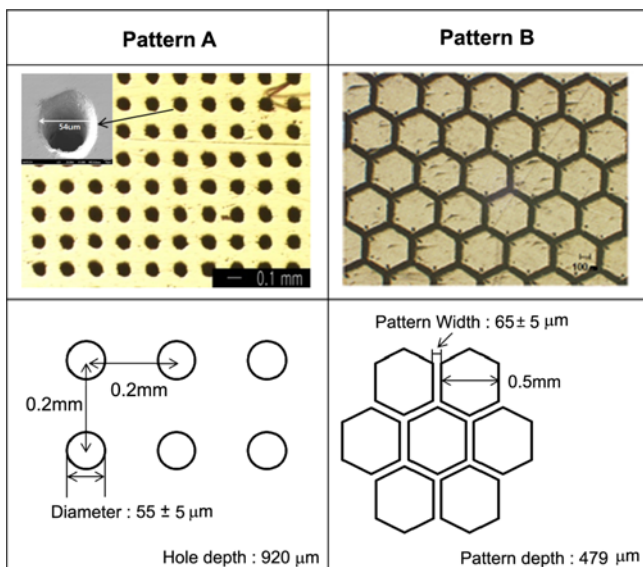 Pattern A
Pattern B
54um
0.1 mm
100
0.2mm
0.2mm
Diameter : 55 ± 5 μm
Hole depth : 920 μm
Pattern Width : 65± 5 μm
0.5mm
Pattern depth : 479 μm